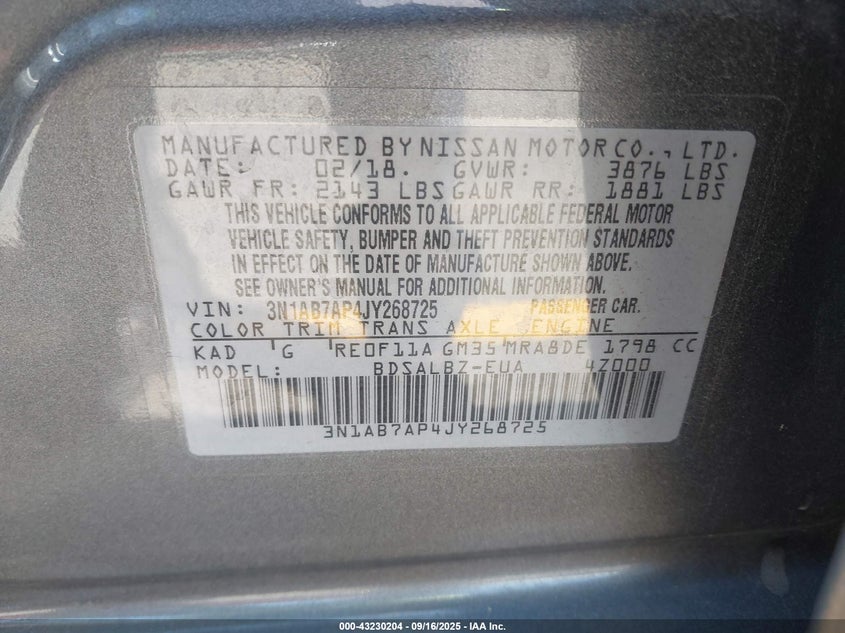 MANUFACTURED BY NISSAN MOTOR CO., LTD.
DATE: 02/18. GVWR: 3876 LBS
GAWR FR: 2143 LBS GAWR RR: 1881 LBS
THIS VEHICLE CONFORMS TO ALL APPLICABLE FEDERAL MOTOR
VEHICLE SAFETY, BUMPER AND THEFT PREVENTION STANDARDS
IN EFFECT ON THE DATE OF MANUFACTURE SHOWN ABOVE.
SEE OWNER'S MANUAL FOR ADDITIONAL INFORMATION.
VIN: 3N1AB7AP4JY268725 PASSENGER CAR.
COLOR TRIM TRANS AXLE ENGINE
KAD G RE0F11A GM35 MRA8DE 1798 CC
MODEL: BDSALBZ-EUA 4Z000
3N1AB7AP4JY268725
000-43230204 - 09/16/2025 - IAA Inc.